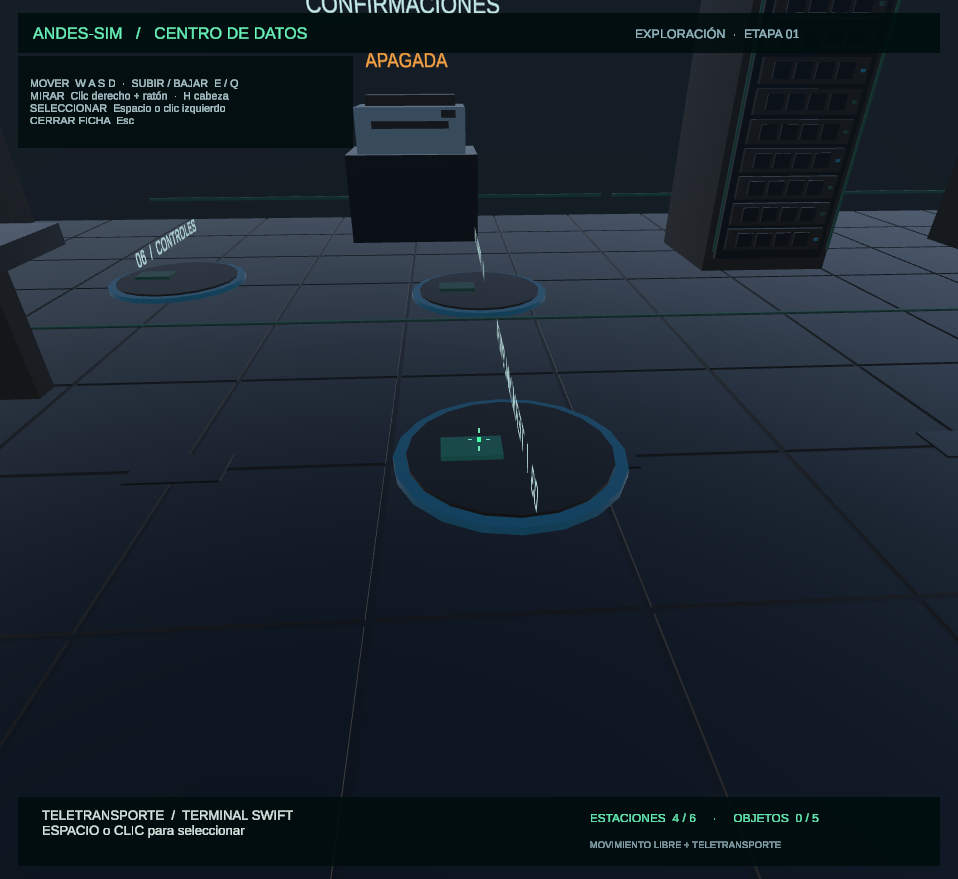 CONFIRMACIONES
ANDES-SIM / CENTRO DE DATOS
EXPLORACIÓN · ETAPA 01
APAGADA
MOVER W A S D · SUBIR / BAJAR E / Q
MIRAR Clic derecho + ratón · H cabeza
SELECCIONAR Espacio o clic izquierdo
CERRAR FICHA Esc
06 / CONTROLES
TELETRANSPORTE / TERMINAL SWIFT
ESPACIO o CLIC para seleccionar
ESTACIONES 4 / 6 · OBJETOS 0 / 5
MOVIMIENTO LIBRE + TELETRANSPORTE